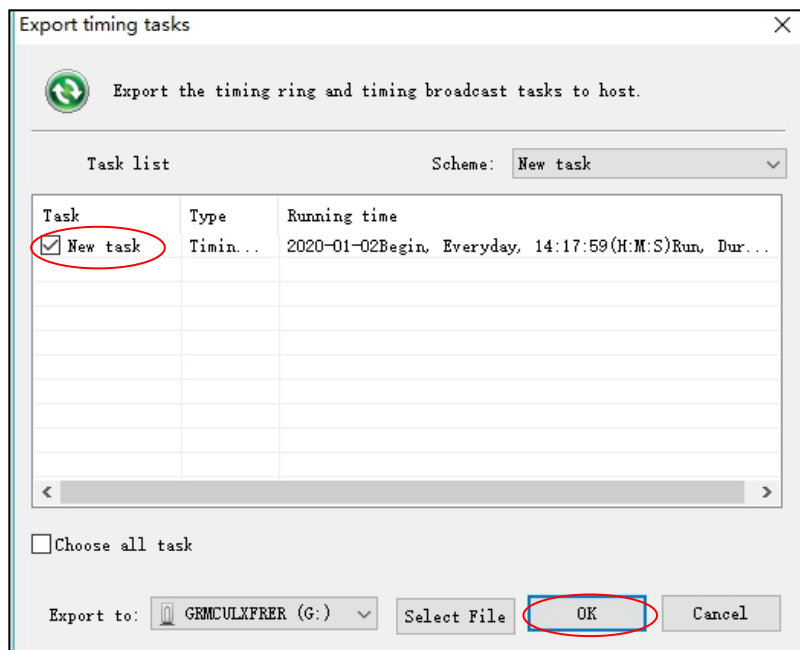 Export timing tasks
Export the timing ring and timing broadcast tasks to host.
Task list Scheme: New task
Task Type Running time
New task Timin... 2020-01-02Begin, Everyday, 14:17:59(H:M:S)Run, Dur...
Choose all task
Export to: GRMCULXFRER (G:) Select File OK Cancel